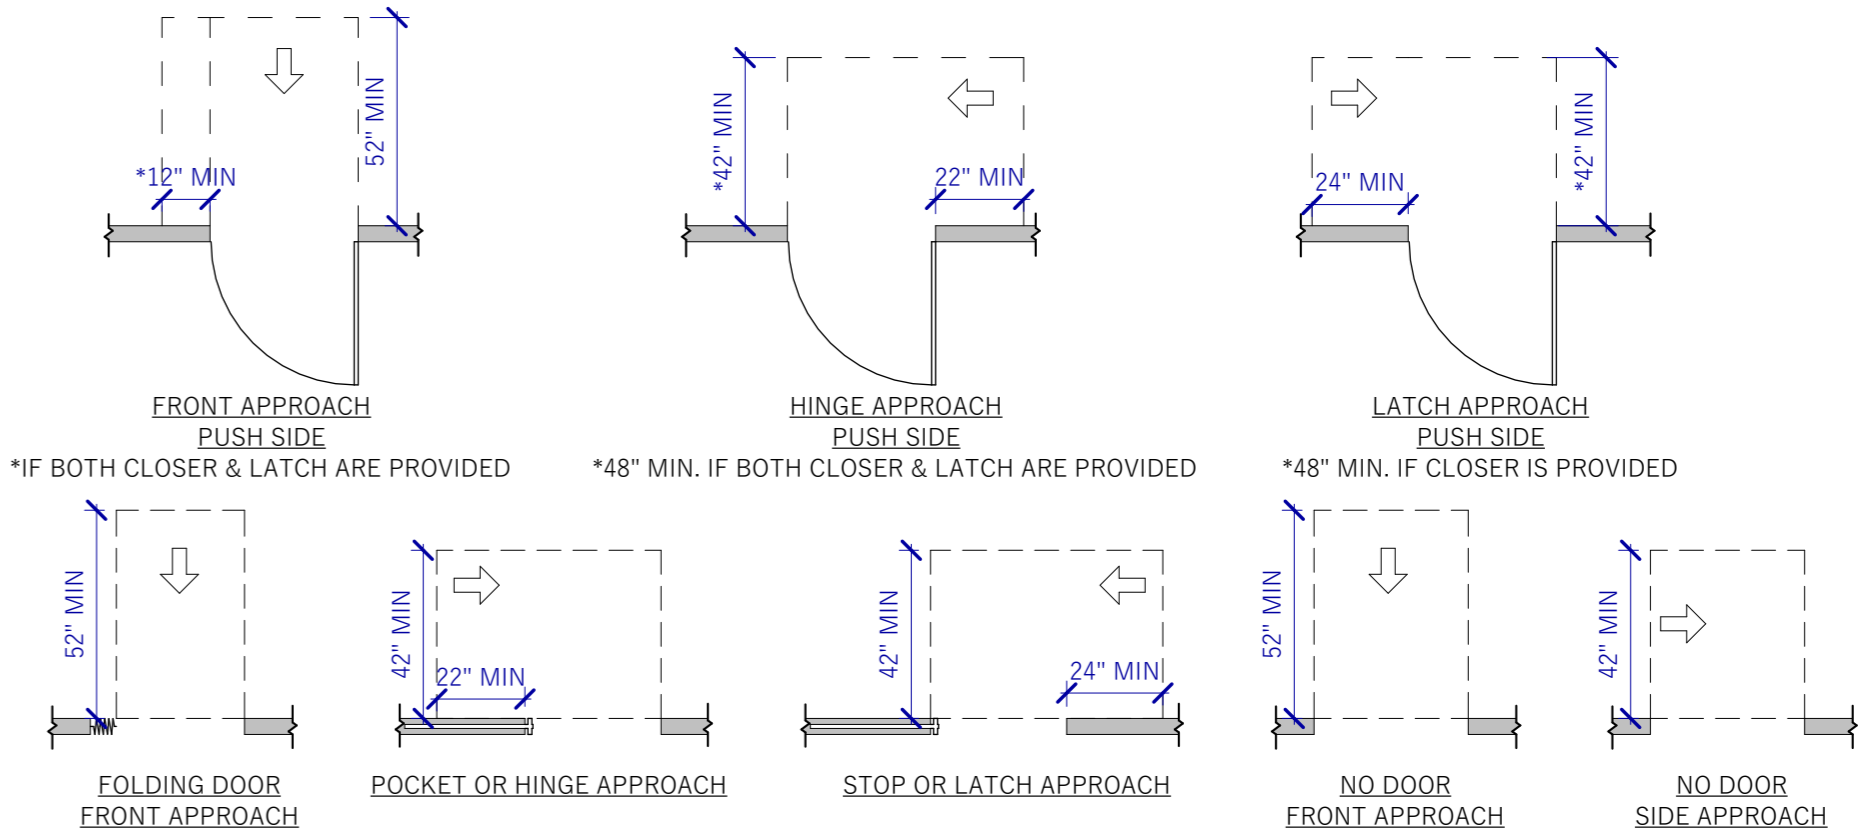 52" MIN
*12" MIN
FRONT APPROACH
PUSH SIDE
*IF BOTH CLOSER & LATCH ARE PROVIDED
*42" MIN
22" MIN
HINGE APPROACH
PUSH SIDE
*48" MIN. IF BOTH CLOSER & LATCH ARE PROVIDED
24" MIN
*42" MIN
LATCH APPROACH
PUSH SIDE
*48" MIN. IF CLOSER IS PROVIDED
52" MIN
FOLDING DOOR
FRONT APPROACH
42" MIN
22" MIN
POCKET OR HINGE APPROACH
42" MIN
24" MIN
STOP OR LATCH APPROACH
52" MIN
NO DOOR
FRONT APPROACH
42" MIN
NO DOOR
SIDE APPROACH